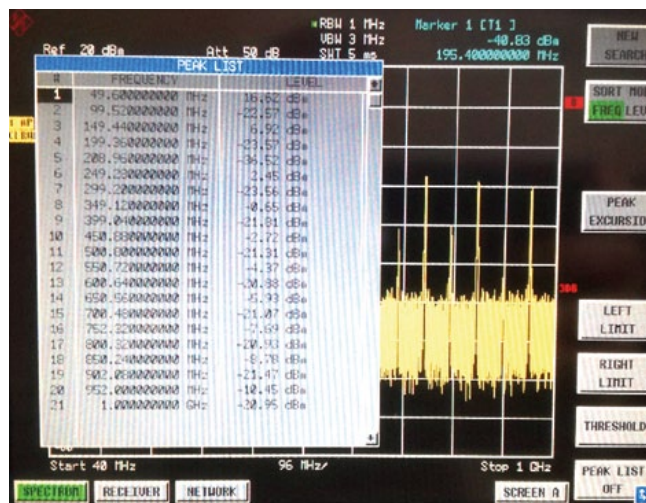 RBW 1 MHz
VBW 3 MHz
Ref 20 dBm Att 50 dB SWT 5 ms
Marker 1 [T1 ]
-40.83 dBm
195.400000000 MHz
PEAK LIST
# FREQUENCY LEVEL
1 49.600000000 MHz 16.62 dBm
2 99.520000000 MHz -22.57 dBm
3 149.440000000 MHz 6.92 dBm
4 199.360000000 MHz -23.57 dBm
5 208.960000000 MHz -36.52 dBm
6 249.280000000 MHz 2.45 dBm
7 299.200000000 MHz -23.56 dBm
8 349.120000000 MHz -0.65 dBm
9 399.040000000 MHz -21.81 dBm
10 450.880000000 MHz -2.72 dBm
11 500.800000000 MHz -21.31 dBm
12 550.720000000 MHz -4.37 dBm
13 600.640000000 MHz -20.88 dBm
14 650.560000000 MHz -5.93 dBm
15 700.480000000 MHz -21.07 dBm
16 752.320000000 MHz -7.69 dBm
17 800.320000000 MHz -20.93 dBm
18 850.240000000 MHz -8.78 dBm
19 902.080000000 MHz -21.47 dBm
20 952.000000000 MHz -10.45 dBm
21 1.000000000 GHz -20.95 dBm
Start 40 MHz 96 MHz/ Stop 1 GHz
SPECTRUM RECEIVER NETWORK SCREEN A
NEW
SEARCH
SORT MOD
FREQ LEV
PEAK
EXCURSIO
3DB
LEFT
LIMIT
RIGHT
LIMIT
THRESHOLD
PEAK LIST
OFF